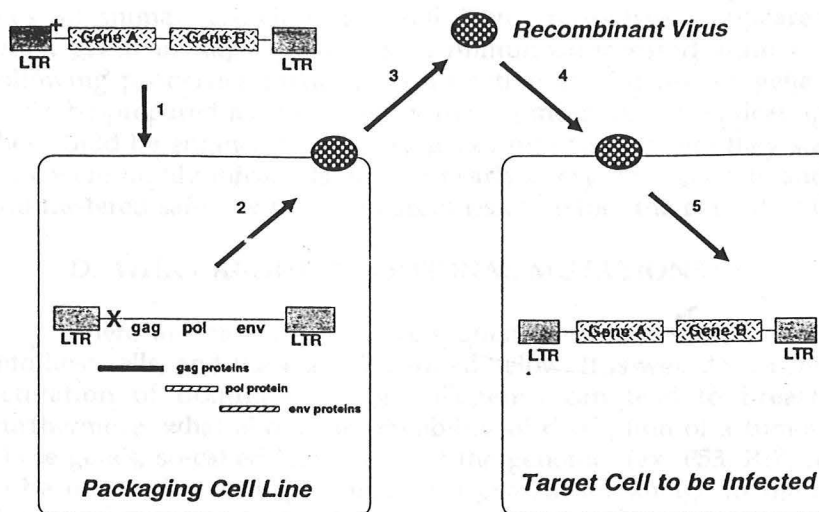 +
Gene A Gene B
LTR LTR
Recombinant Virus
1
3
4
2
5
X gag pol env
LTR LTR
gag proteins
pol protein
env proteins
Packaging Cell Line
Gene A Gene B
LTR LTR
Target Cell to be Infected